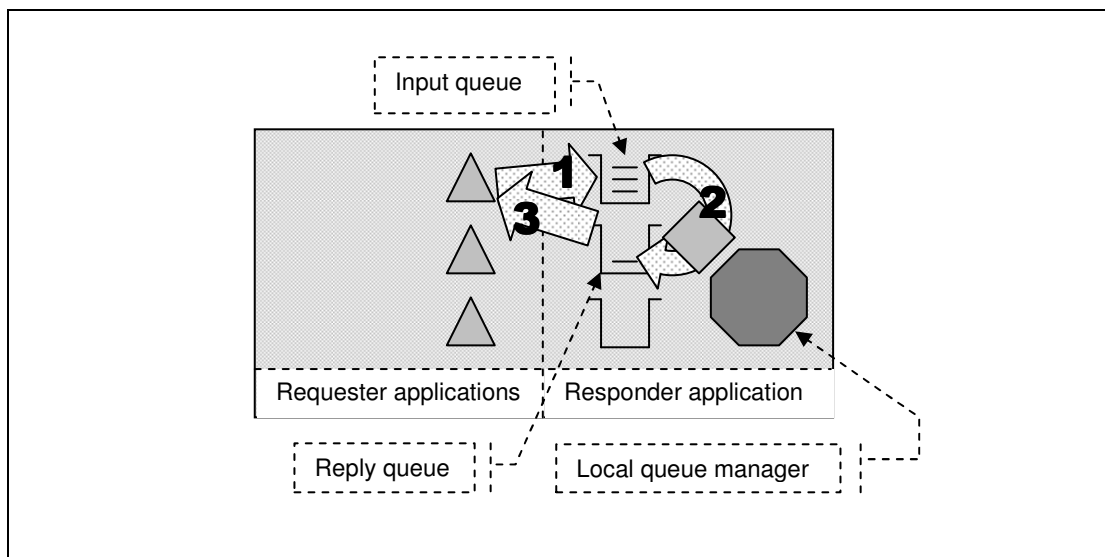 Input queue
1
2
3
Requester applications
Responder application
Reply queue
Local queue manager